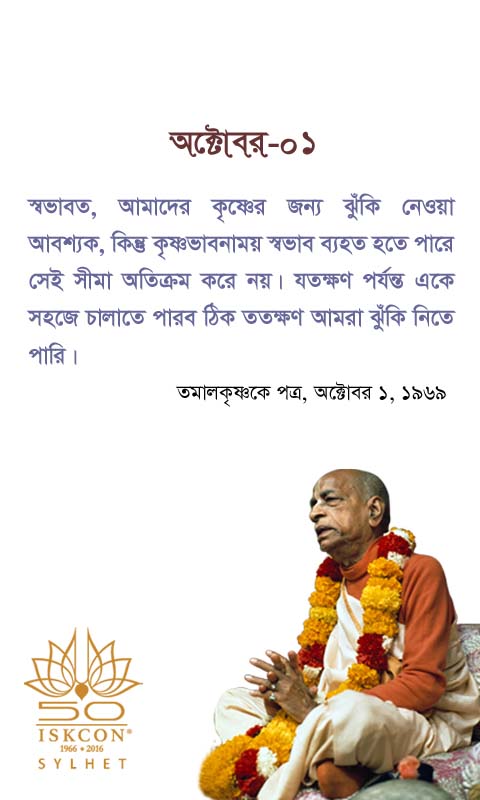 অক্টোবর-০১
স্বভাবত, আমাদের কৃষ্ণের জন্য ঝুঁকি নেওয়া
আবশ্যক, কিন্তু কৃষ্ণভাবনাময় স্বভাব ব্যহত হতে পারে
সেই সীমা অতিক্রম করে নয়। যতক্ষণ পর্যন্ত একে
সহজে চালাতে পারব ঠিক ততক্ষণ আমরা ঝুঁকি নিতে
পারি।
তমালকৃষ্ণকে পত্র, অক্টোবর ১, ১৯৬৯
50
ISKCON®
1966 • 2016
SYLHET